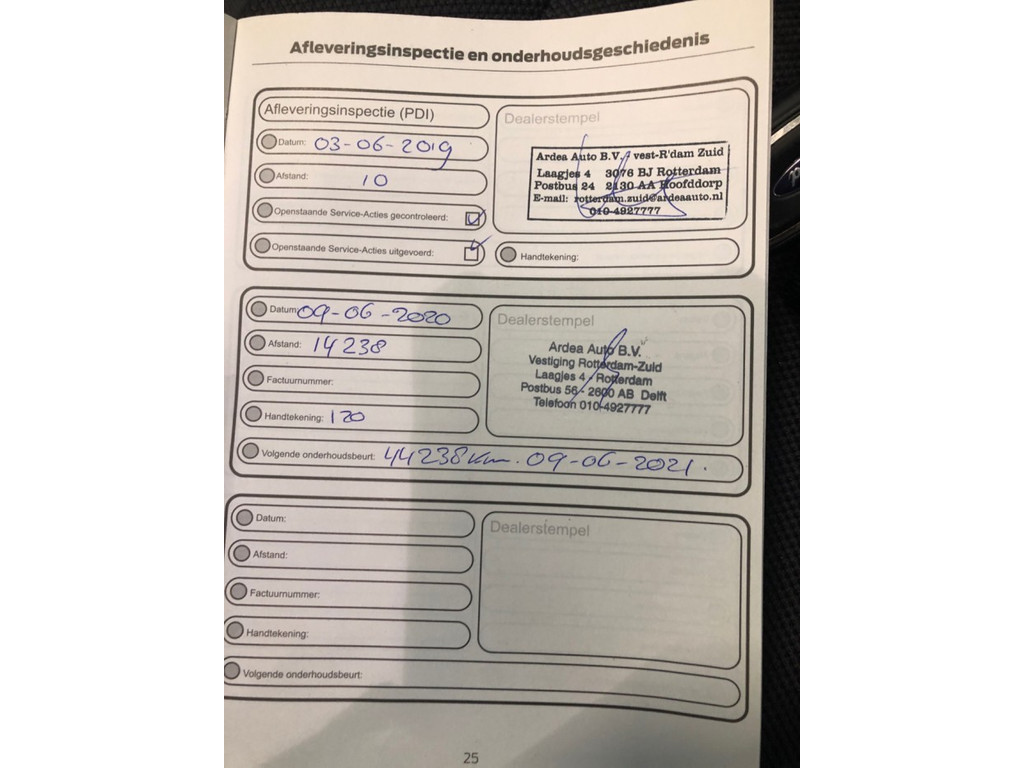 Afleveringsinspectie en onderhoudsgeschiedenis
Afleveringsinspectie (PDI)
Datum: 03-06-2019
Afstand: 10
Openstaande Service-Acties gecontroleerd:
Openstaande Service-Acties uitgevoerd:
Dealerstempel
Ardea Auto B.V. vest-R'dam Zuid
Laagjes 4 3076 BJ Rotterdam
Postbus 24 2130 AA Hoofddorp
E-mail: rotterdam.zuid@ardeaauto.nl
010-4927777
Handtekening:
Datum: 09-06-2020
Afstand: 14238
Factuurnummer:
Handtekening: 120
Volgende onderhoudsbeurt: 44238km. 09-06-2021.
Dealerstempel
Ardea Auto B.V.
Vestiging Rotterdam-Zuid
Laagjes 4 - Rotterdam
Postbus 56 - 2600 AB Delft
Telefoon 010-4927777
Datum:
Afstand:
Factuurnummer:
Handtekening:
Volgende onderhoudsbeurt:
Dealerstempel
25